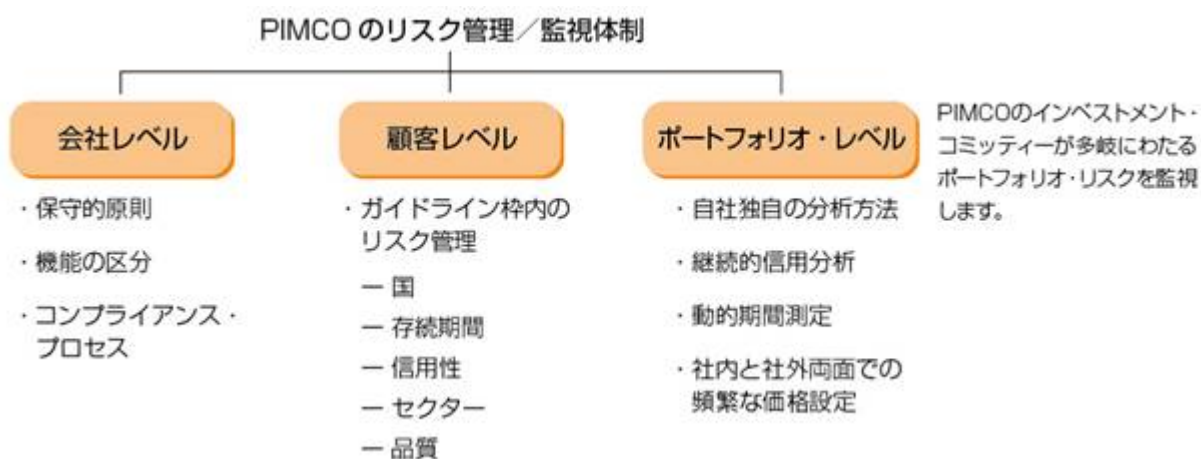 PIMCO のリスク管理／監視体制
会社レベル
・保守的原則
・機能の区分
・コンプライアンス・
プロセス
顧客レベル
・ガイドライン枠内の
リスク管理
ー 国
ー 存続期間
ー 信用性
ー セクター
ー 品質
ポートフォリオ・レベル
・自社独自の分析方法
・継続的信用分析
・動的期間測定
・社内と社外両面での
頻繁な価格設定
PIMCOのインベストメント・
コミッティーが多岐にわたる
ポートフォリオ・リスクを監視
します。